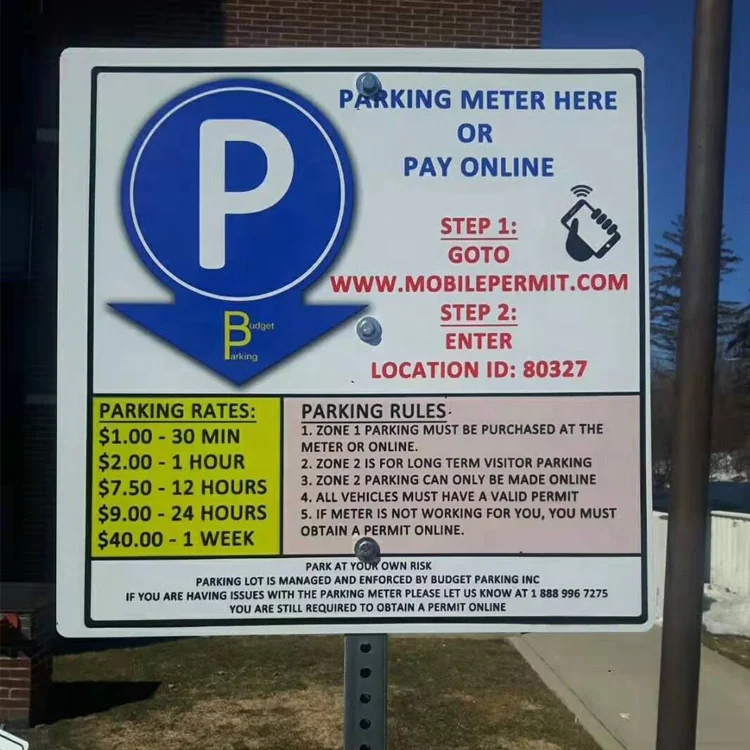 P
Budget
Parking
PARKING METER HERE
OR
PAY ONLINE
STEP 1:
GOTO
WWW.MOBILEPERMIT.COM
STEP 2:
ENTER
LOCATION ID: 80327
PARKING RATES:
$1.00 - 30 MIN
$2.00 - 1 HOUR
$7.50 - 12 HOURS
$9.00 - 24 HOURS
$40.00 - 1 WEEK
PARKING RULES
1. ZONE 1 PARKING MUST BE PURCHASED AT THE
METER OR ONLINE.
2. ZONE 2 IS FOR LONG TERM VISITOR PARKING
3. ZONE 2 PARKING CAN ONLY BE MADE ONLINE
4. ALL VEHICLES MUST HAVE A VALID PERMIT
5. IF METER IS NOT WORKING FOR YOU, YOU MUST
OBTAIN A PERMIT ONLINE.
PARK AT YOUR OWN RISK
PARKING LOT IS MANAGED AND ENFORCED BY BUDGET PARKING INC
IF YOU ARE HAVING ISSUES WITH THE PARKING METER PLEASE LET US KNOW AT 1 888 996 7275
YOU ARE STILL REQUIRED TO OBTAIN A PERMIT ONLINE